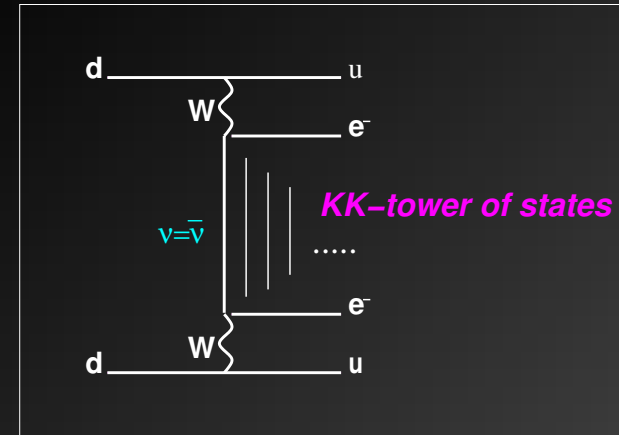 d u
W
e⁻
KK–tower of states
ν=ν̄
.....
e⁻
W
d u